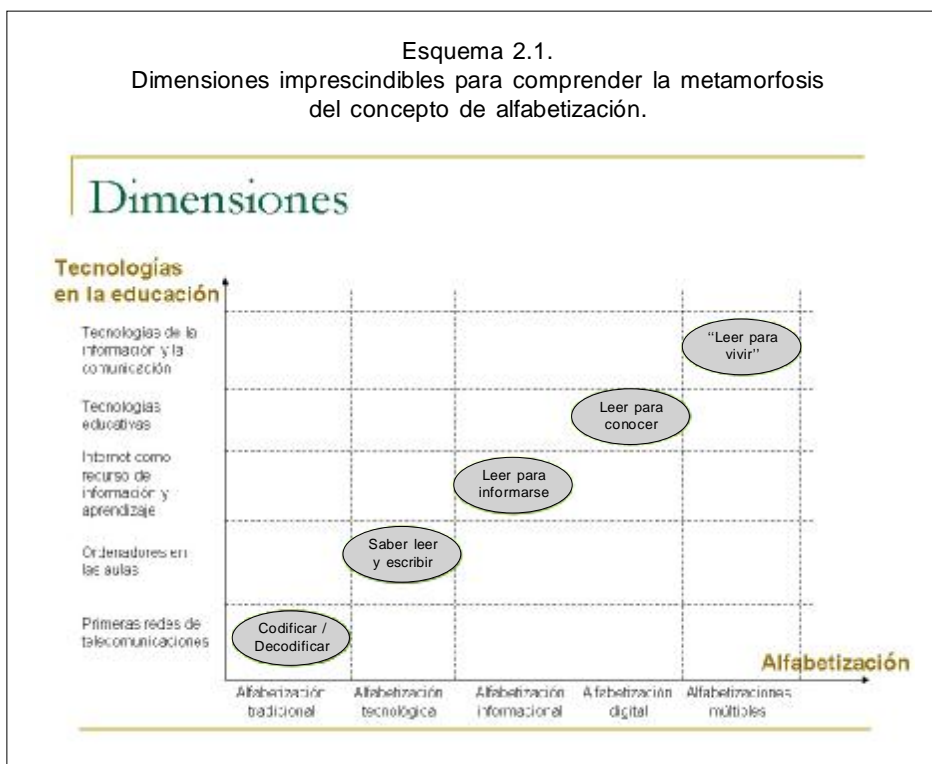 Esquema 2.1.
Dimensiones imprescindibles para comprender la metamorfosis
del concepto de alfabetización.
Dimensiones
Tecnologías
en la educación
Tecnologías de la
información y la
comunicación
"Leer para
vivir"
Tecnologías
educativas
Leer para
conocer
Internet como
recurso de
información y
aprendizaje
Leer para
informarse
Ordenadores en
las aulas
Saber leer
y escribir
Primeras redes de
telecomunicaciones
Codificar /
Decodificar
Alfabetización
Alfabetización
tradicional
Alfabetización
tecnológica
Alfabetización
informacional
Alfabetización
digital
Alfabetizaciones
múltiples